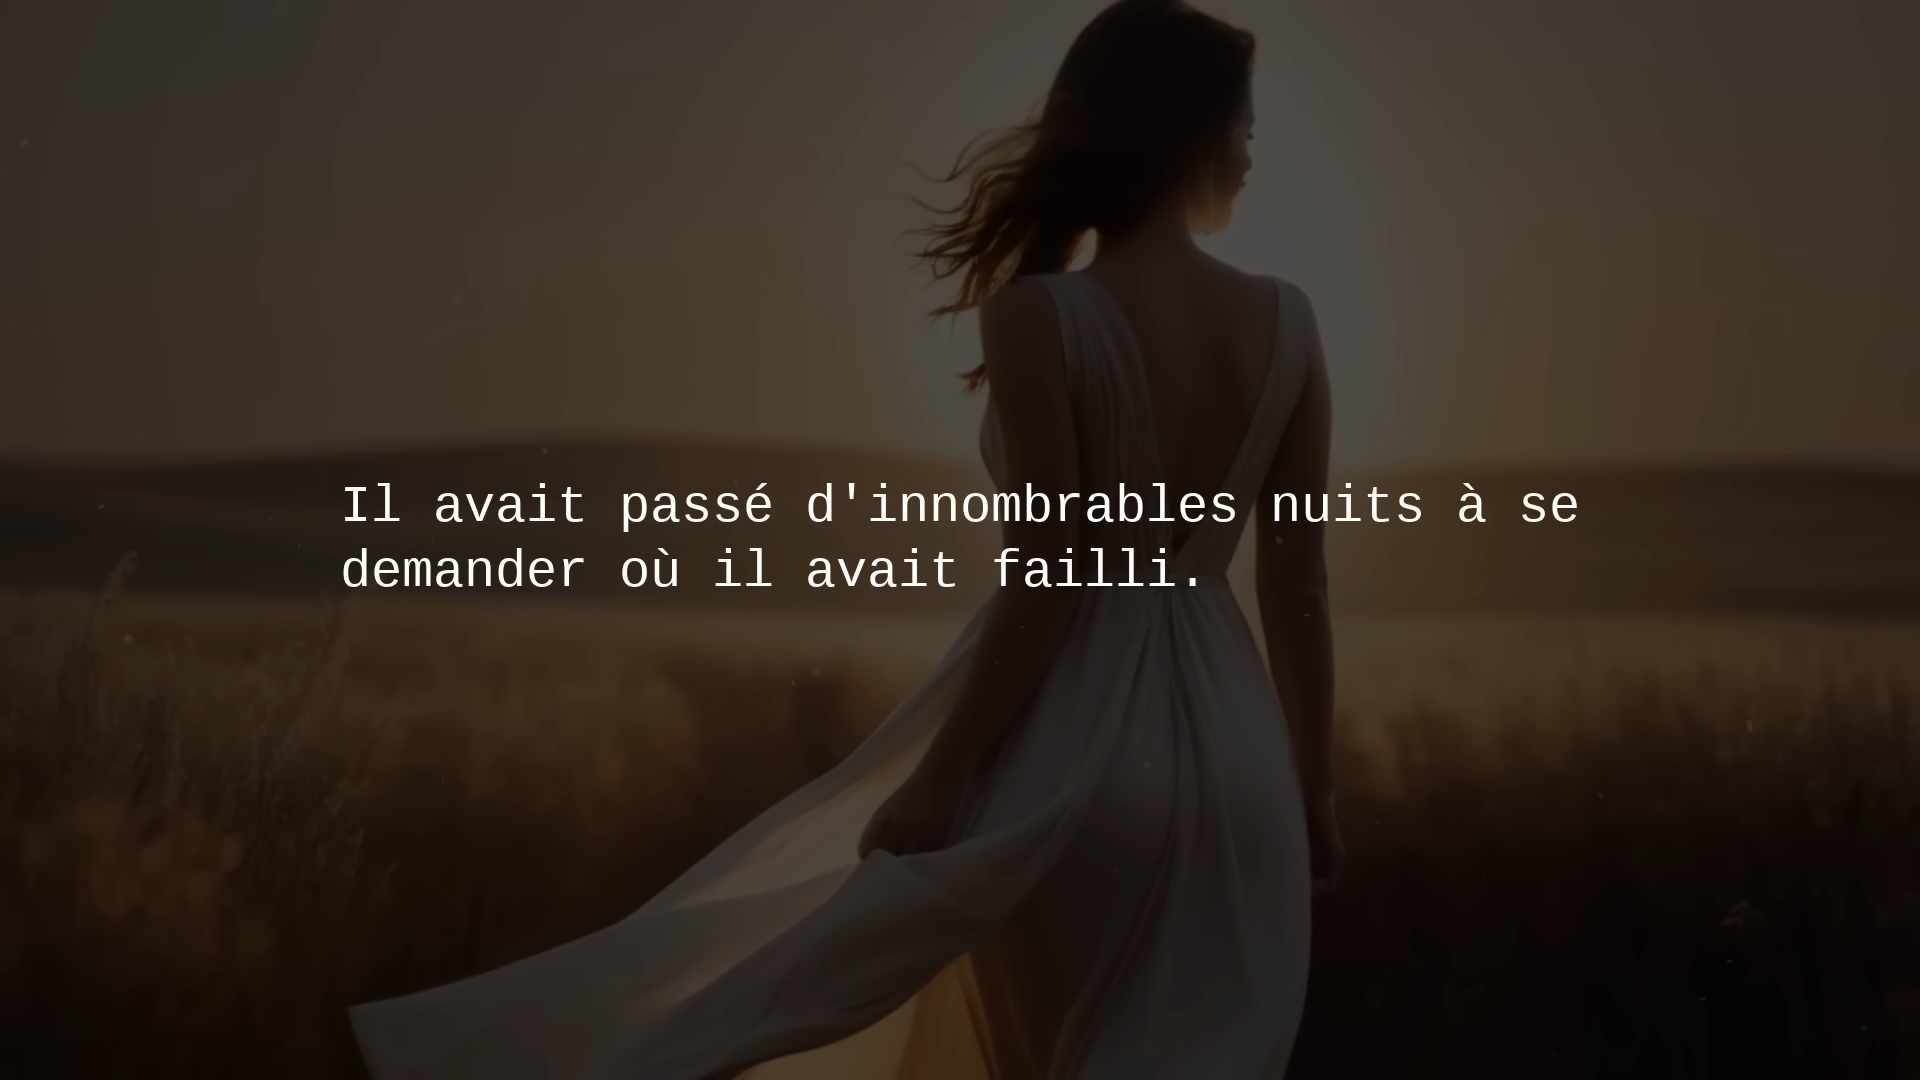 Il avait passé d'innombrables nuits à se
demander où il avait failli.